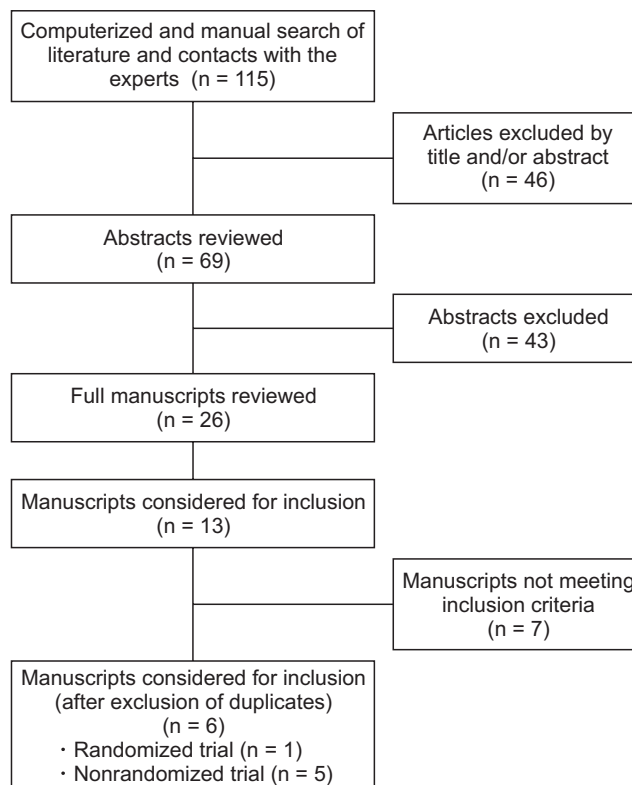 Computerized and manual search of
literature and contacts with the
experts (n = 115)
Articles excluded by
title and/or abstract
(n = 46)
Abstracts reviewed
(n = 69)
Abstracts excluded
(n = 43)
Full manuscripts reviewed
(n = 26)
Manuscripts considered for inclusion
(n = 13)
Manuscripts not meeting
inclusion criteria
(n = 7)
Manuscripts considered for inclusion
(after exclusion of duplicates)
(n = 6)
· Randomized trial (n = 1)
· Nonrandomized trial (n = 5)